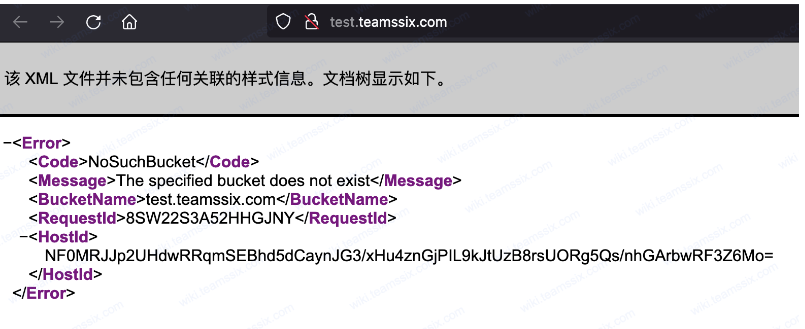 test.teamssix.com
该 XML 文件并未包含任何关联的样式信息。文档树显示如下。
−<Error>
<Code>NoSuchBucket</Code>
<Message>The specified bucket does not exist</Message>
<BucketName>test.teamssix.com</BucketName>
<RequestId>8SW22S3A52HHGJNY</RequestId>
−<HostId>
NF0MRJJp2UHdwRRqmSEBhd5dCaynJG3/xHu4znGjPIL9kJtUzB8rsUORg5Qs/nhGArbwRF3Z6Mo=
</HostId>
</Error>
wiki.teamssix.com